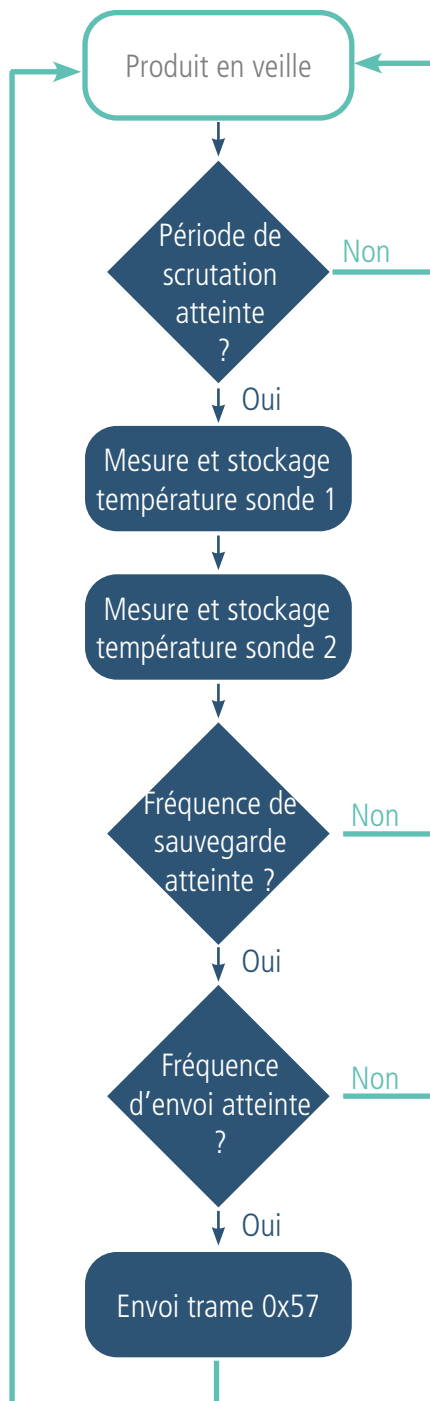 Produit en veille
Période de
scrutation
atteinte
?
Non
Oui
Mesure et stockage
température sonde 1
Mesure et stockage
température sonde 2
Fréquence de
sauvegarde
atteinte ?
Non
Oui
Fréquence
d’envoi atteinte
?
Non
Oui
Envoi trame 0x57